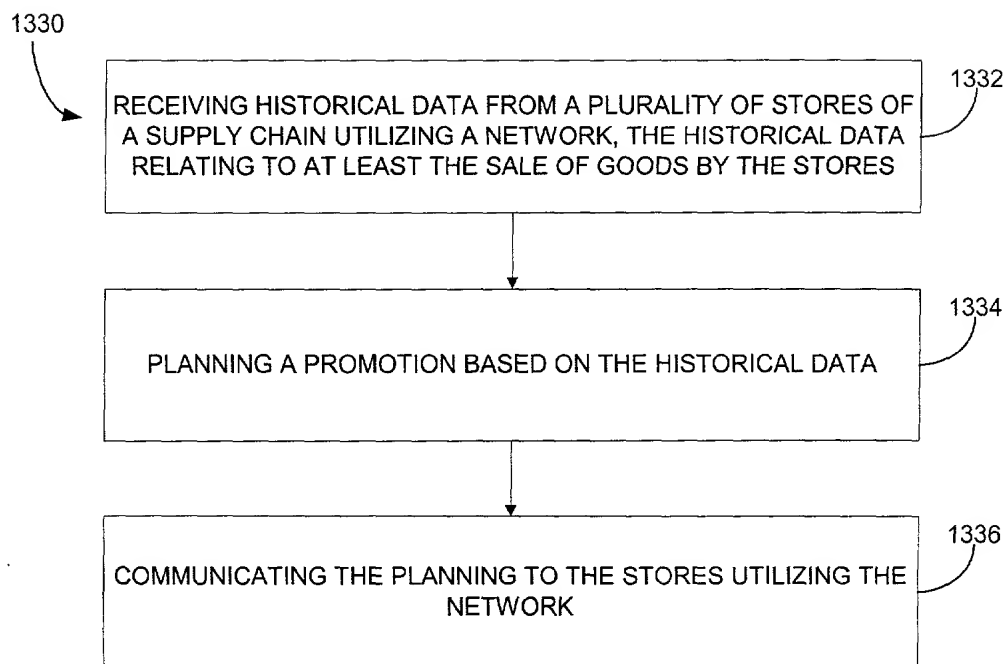 1330
1332
RECEIVING HISTORICAL DATA FROM A PLURALITY OF STORES OF
A SUPPLY CHAIN UTILIZING A NETWORK, THE HISTORICAL DATA
RELATING TO AT LEAST THE SALE OF GOODS BY THE STORES
1334
PLANNING A PROMOTION BASED ON THE HISTORICAL DATA
1336
COMMUNICATING THE PLANNING TO THE STORES UTILIZING THE
NETWORK